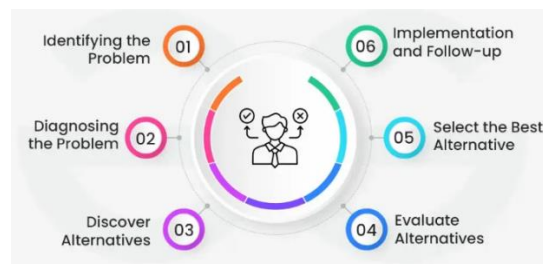 01
Identifying the
Problem
02
Diagnosing
the Problem
03
Discover
Alternatives
04
Evaluate
Alternatives
05
Select the Best
Alternative
06
Implementation
and Follow-up